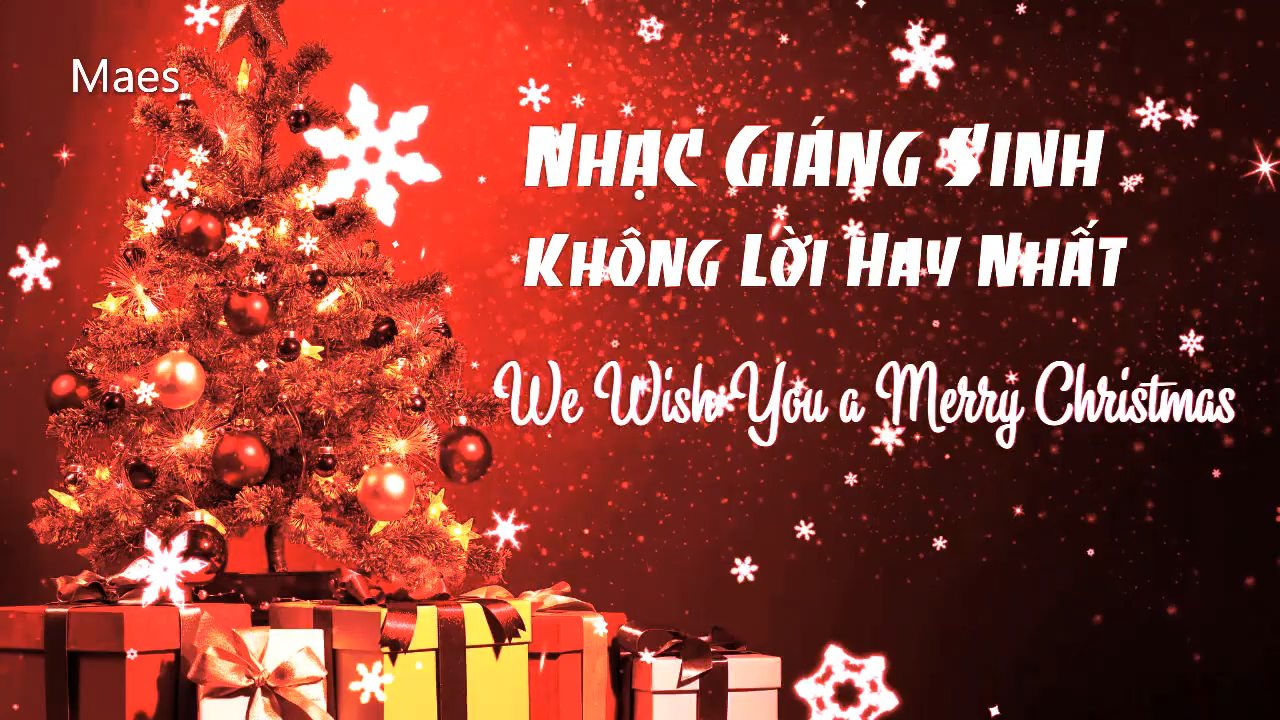 Maes
NHẠC GIÁNG SINH
KHÔNG LỜI HAY NHẤT
We Wish You a Merry Christmas